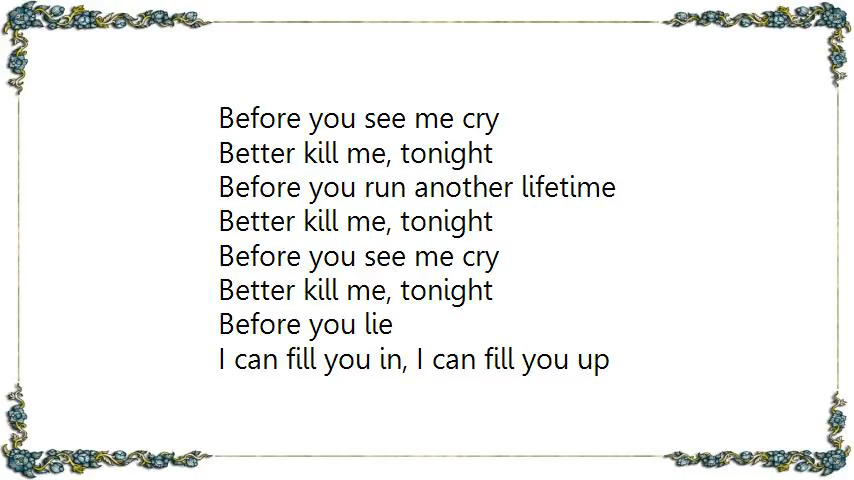 Before you see me cry
Better kill me, tonight
Before you run another lifetime
Better kill me, tonight
Before you see me cry
Better kill me, tonight
Before you lie
I can fill you in, I can fill you up